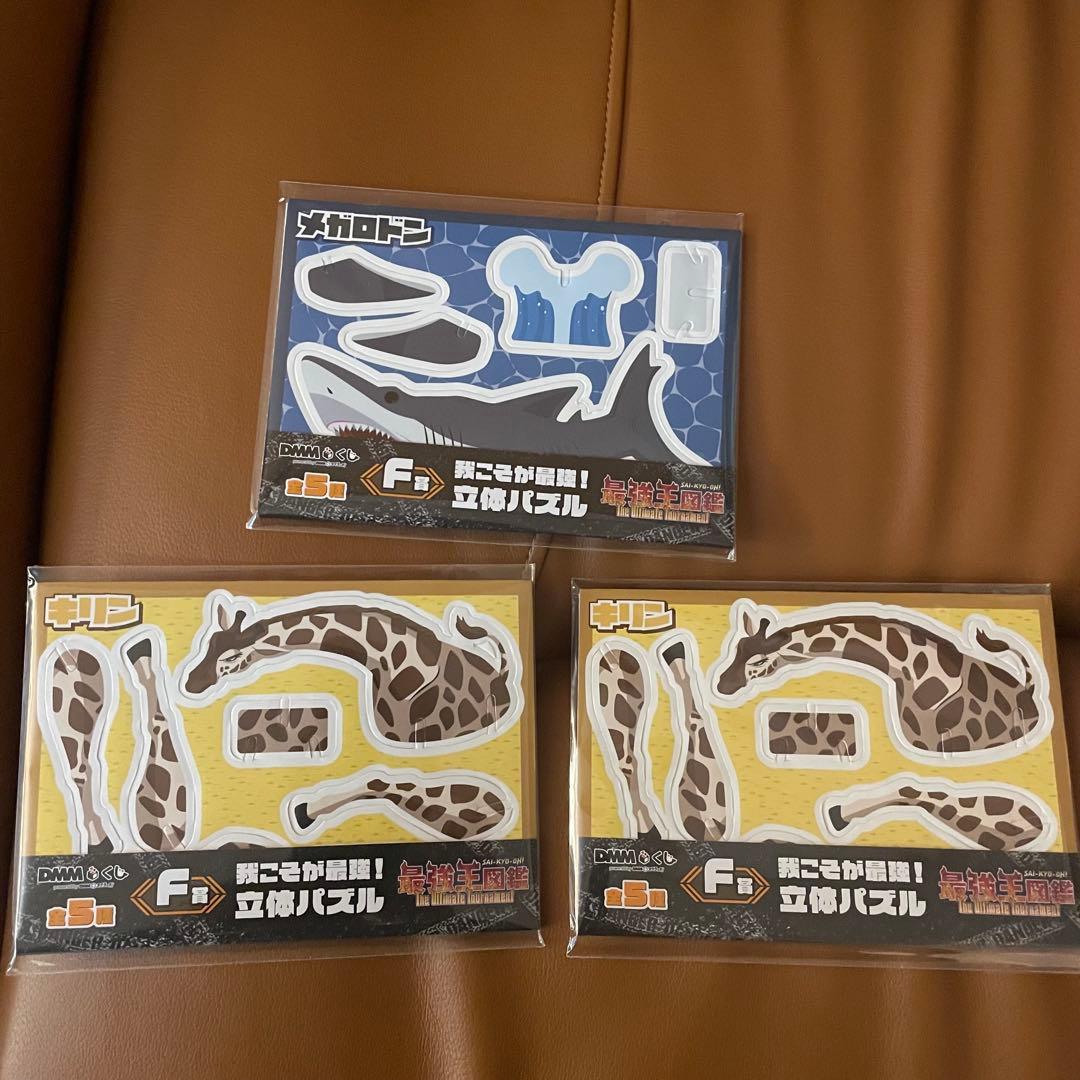 メガロドン
DMMくじ
全5種
F賞
我こそが最強!
立体パズル
SAI-KYO-OH!
最強王図鑑
The Ultimate Tournament
キリン
DMMくじ
全5種
F賞
我こそが最強!
立体パズル
SAI-KYO-OH!
最強王図鑑
The Ultimate Tournament
キリン
DMMくじ
全5種
F賞
我こそが最強!
立体パズル
SAI-KYO-OH!
最強王図鑑
The Ultimate Tournament